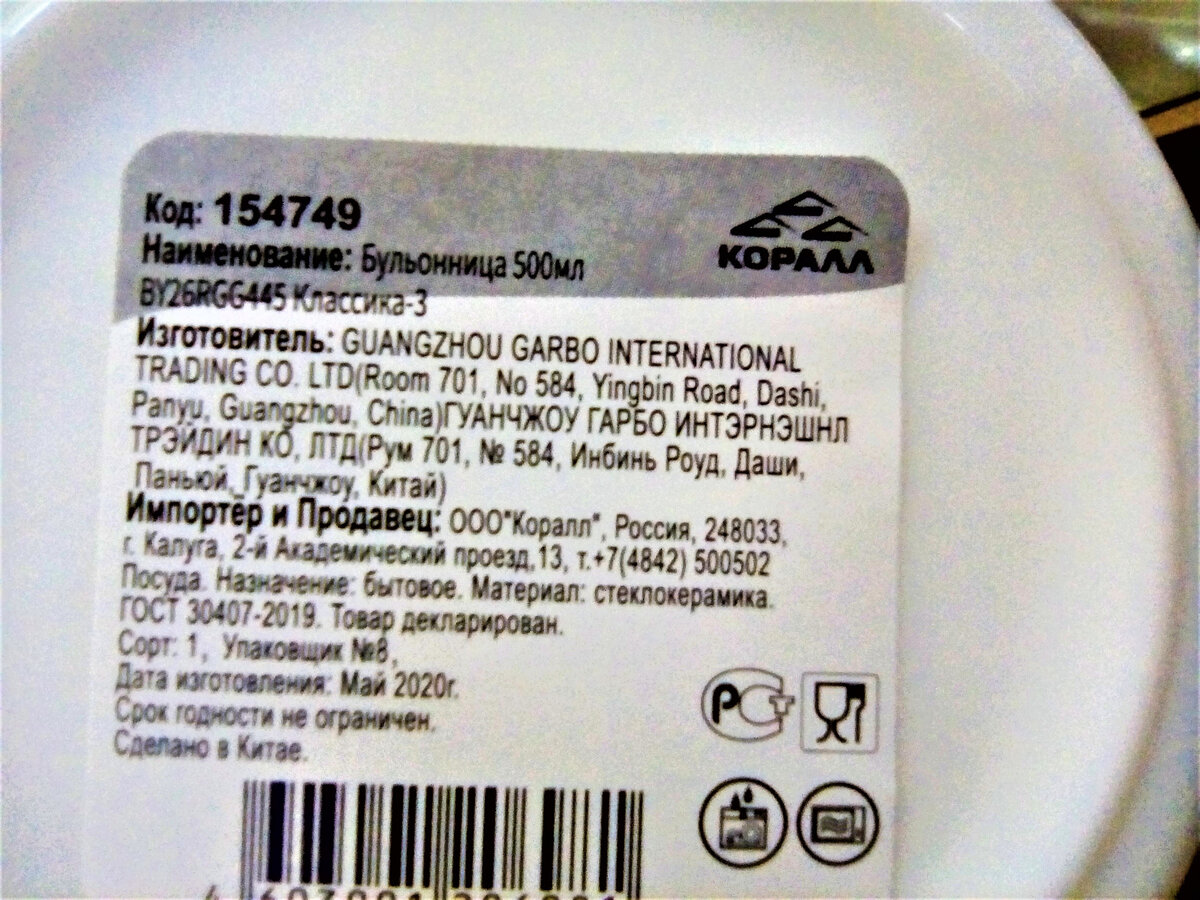 Код: 154749
КОРАЛЛ
Наименование: Бульонница 500мл
BY26RGG445 Классика-3
Изготовитель: GUANGZHOU GARBO INTERNATIONAL
TRADING CO. LTD(Room 701, No 584, Yingbin Road, Dashi,
Panyu, Guangzhou, China)ГУАНЧЖОУ ГАРБО ИНТЭРНЭШНЛ
ТРЭЙДИН КО, ЛТД(Рум 701, № 584, Инбинь Роуд, Даши,
Паньюй, Гуанчжоу, Китай)
Импортер и Продавец: ООО"Коралл", Россия, 248033,
г. Калуга, 2-й Академический проезд,13, т.+7(4842) 500502
Посуда. Назначение: бытовое. Материал: стеклокерамика.
ГОСТ 30407-2019. Товар декларирован.
Сорт: 1, Упаковщик №8,
Дата изготовления: Май 2020г.
Срок годности не ограничен.
Сделано в Китае.
РСТ